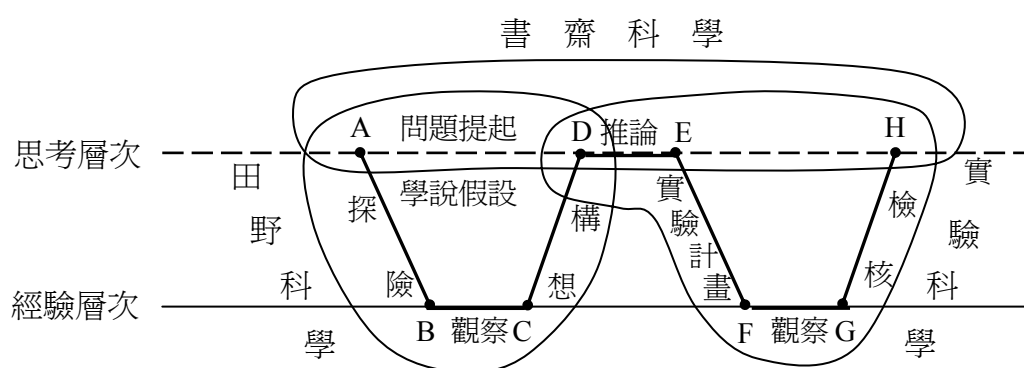 書齋科學
A 問題提起 D 推論 E H
思考層次
學說假設
田野科學
探險
構想
實驗計畫
檢核
實驗科學
經驗層次
B 觀察 C F 觀察 G